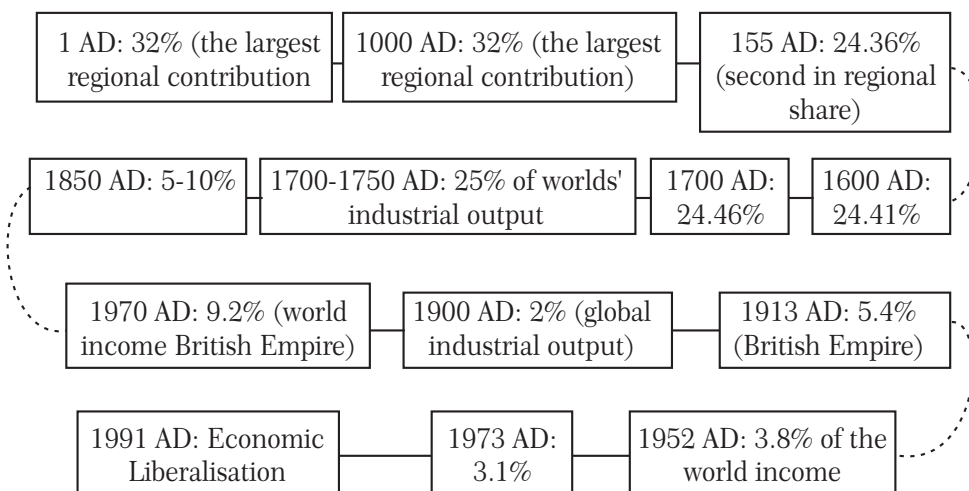 1 AD: 32% (the largest
regional contribution
1000 AD: 32% (the largest
regional contribution)
155 AD: 24.36%
(second in regional
share)
1850 AD: 5-10%
1700-1750 AD: 25% of worlds'
industrial output
1700 AD:
24.46%
1600 AD:
24.41%
1970 AD: 9.2% (world
income British Empire)
1900 AD: 2% (global
industrial output)
1913 AD: 5.4%
(British Empire)
1991 AD: Economic
Liberalisation
1973 AD:
3.1%
1952 AD: 3.8% of the
world income